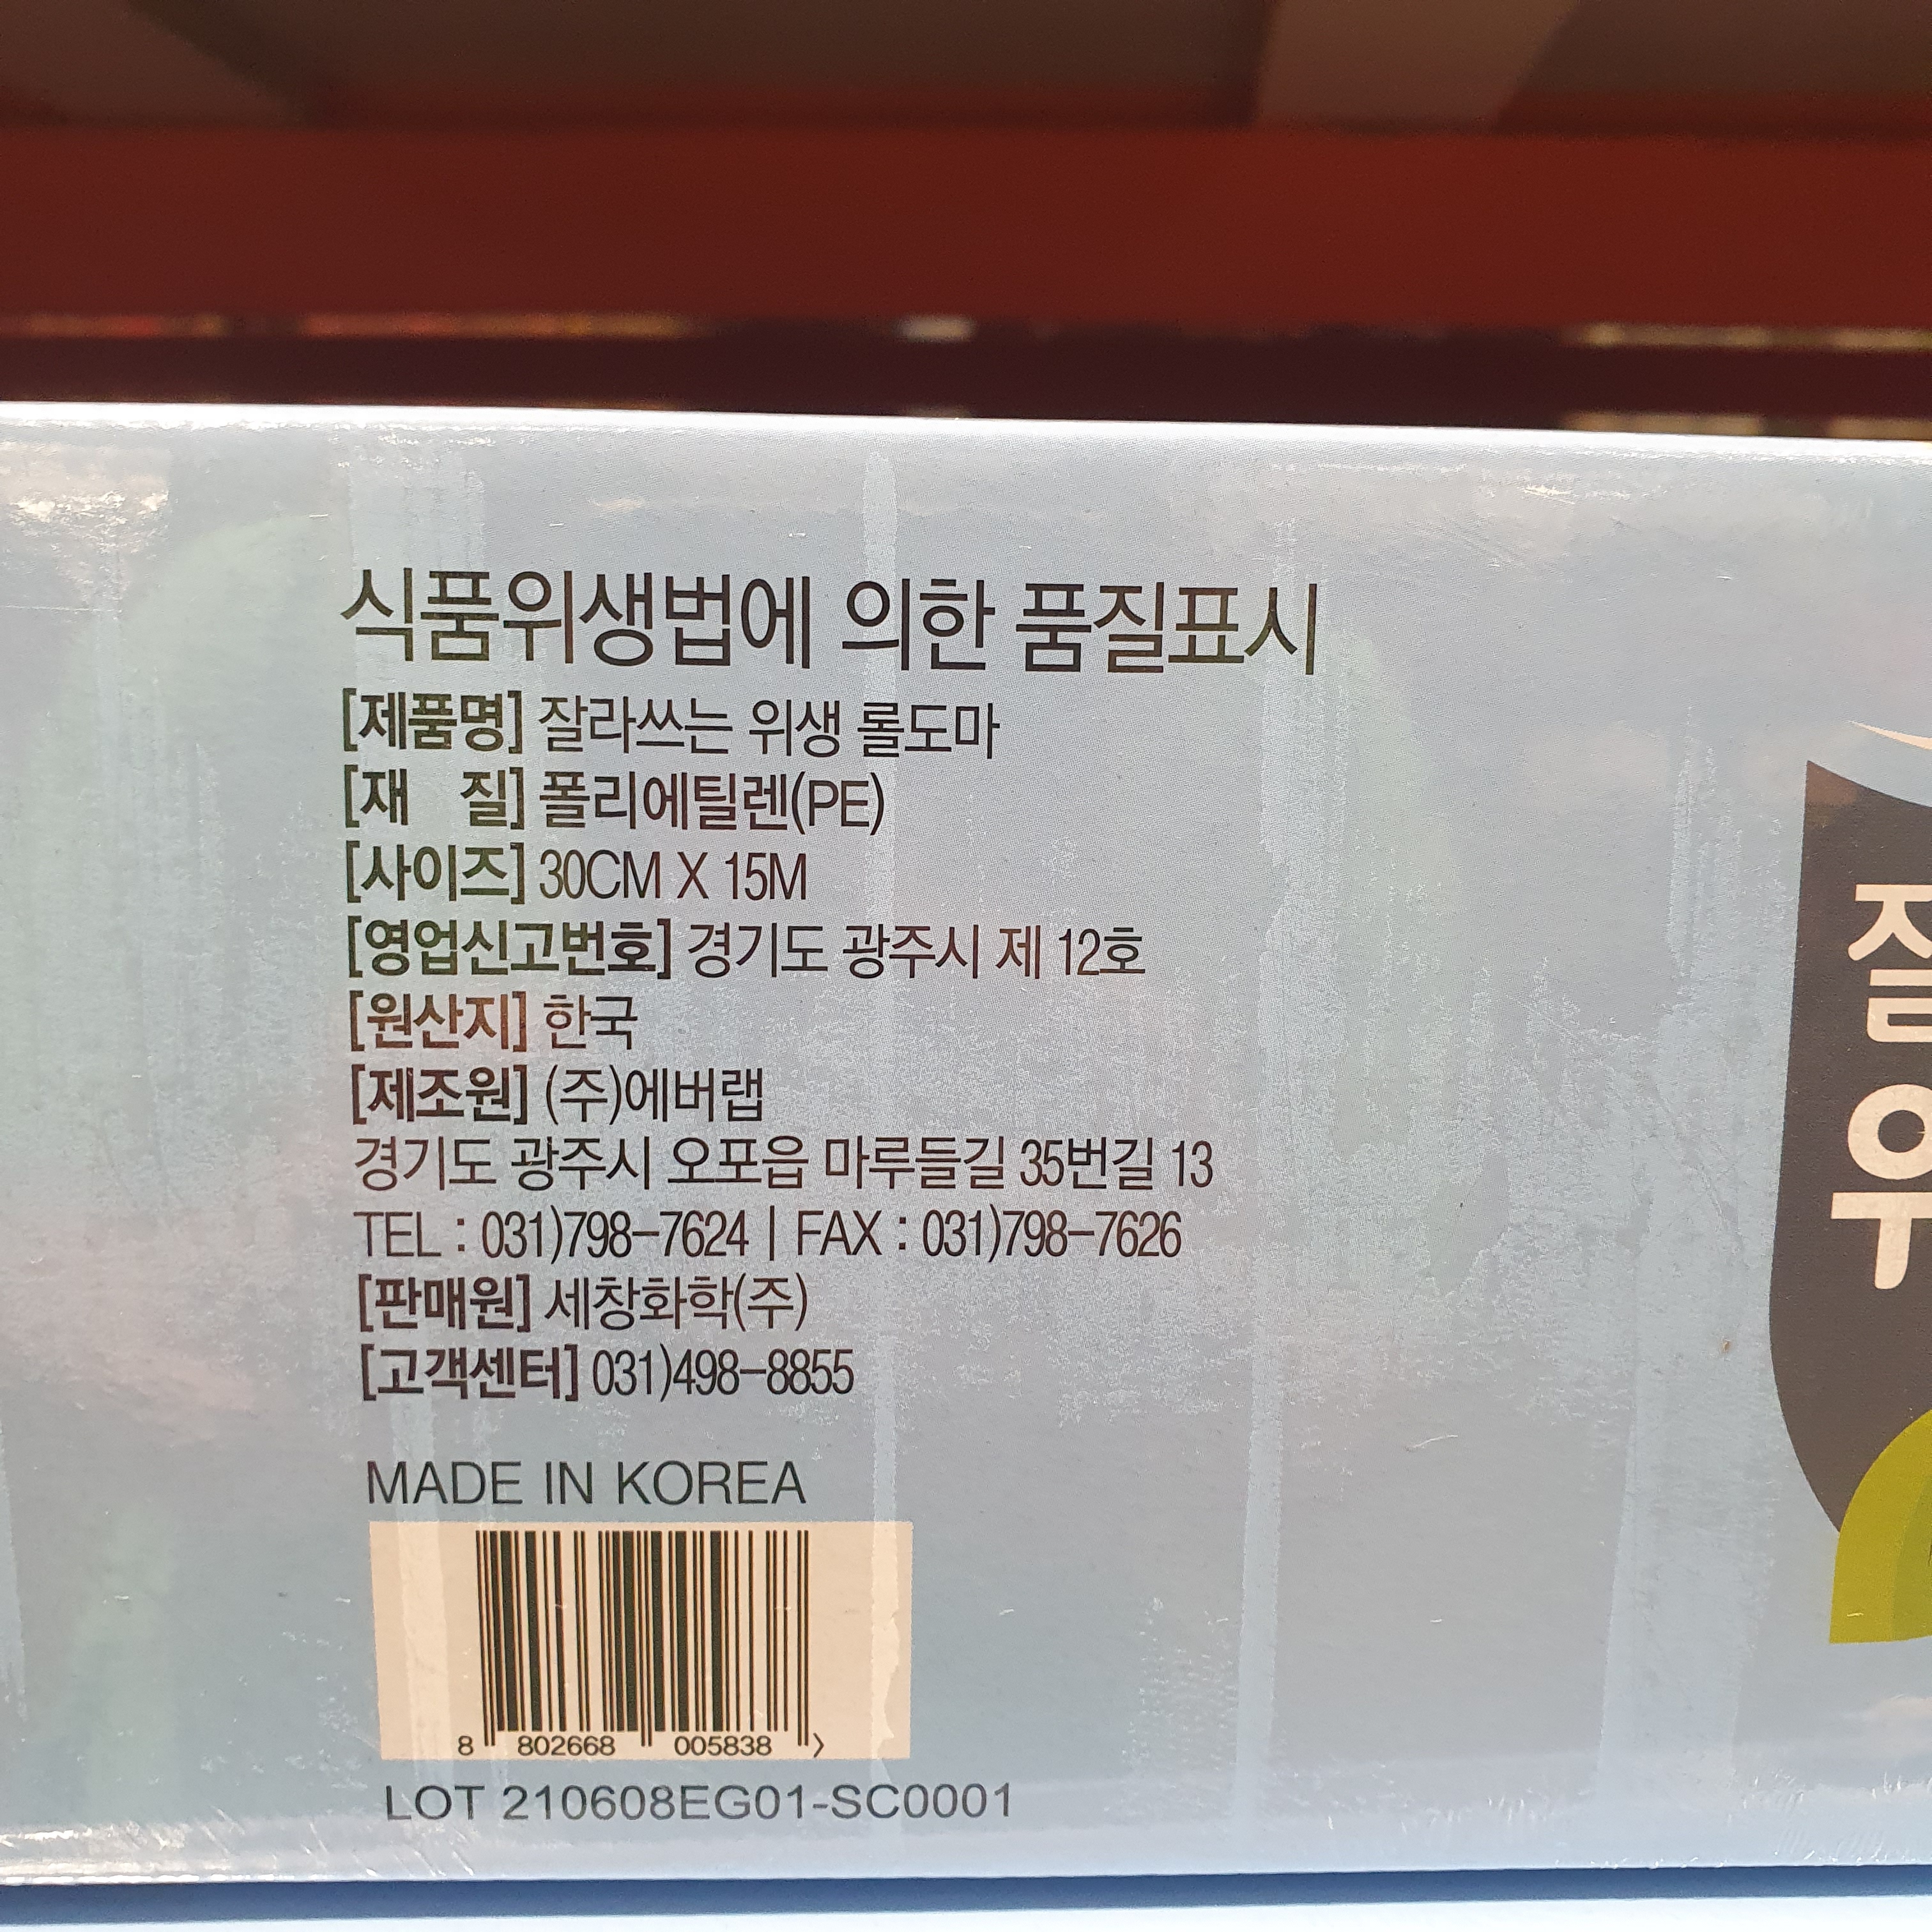 식품위생법에 의한 품질표시
[제품명] 잘라쓰는 위생 롤도마
[재 질] 폴리에틸렌(PE)
[사이즈] 30CM X 15M
[영업신고번호] 경기도 광주시 제 12호
[원산지] 한국
[제조원] (주)에버랩
경기도 광주시 오포읍 마루들길 35번길 13
TEL : 031)798-7624 | FAX : 031)798-7626
[판매원] 세창화학(주)
[고객센터] 031)498-8855
MADE IN KOREA
8 802668 005838 >
LOT 210608EG01-SC0001